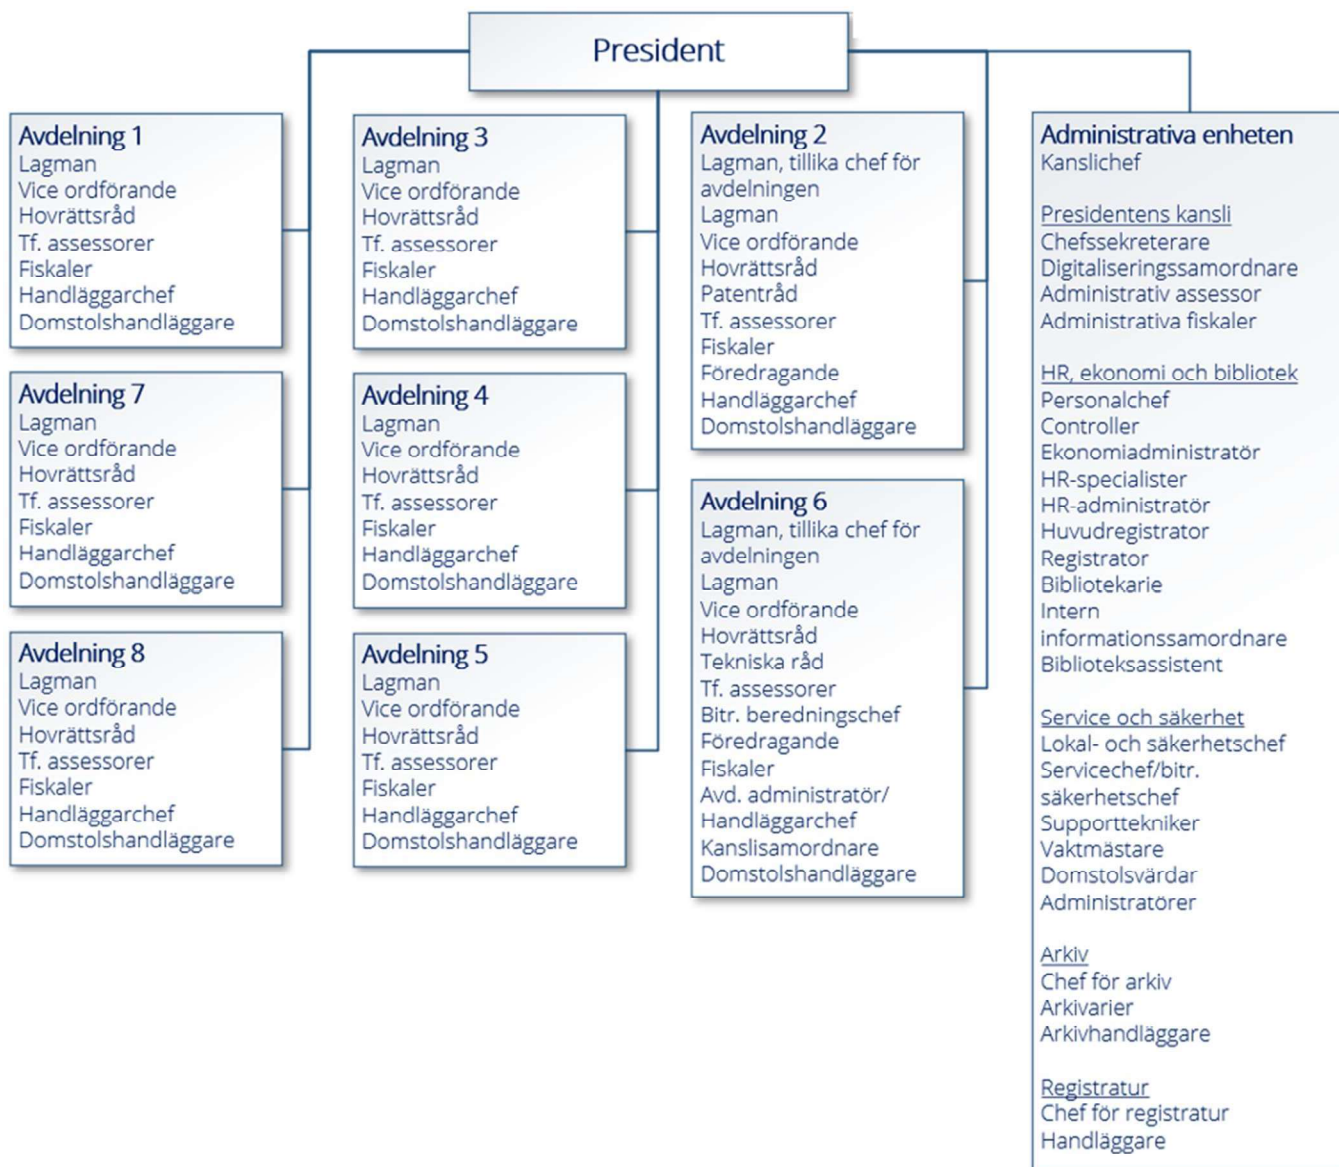 President
Avdelning 1
Lagman
Vice ordförande
Hovrättsråd
Tf. assessorer
Fiskaler
Handläggarchef
Domstolshandläggare
Avdelning 7
Lagman
Vice ordförande
Hovrättsråd
Tf. assessorer
Fiskaler
Handläggarchef
Domstolshandläggare
Avdelning 8
Lagman
Vice ordförande
Hovrättsråd
Tf. assessorer
Fiskaler
Handläggarchef
Domstolshandläggare
Avdelning 3
Lagman
Vice ordförande
Hovrättsråd
Tf. assessorer
Fiskaler
Handläggarchef
Domstolshandläggare
Avdelning 4
Lagman
Vice ordförande
Hovrättsråd
Tf. assessorer
Fiskaler
Handläggarchef
Domstolshandläggare
Avdelning 5
Lagman
Vice ordförande
Hovrättsråd
Tf. assessorer
Fiskaler
Handläggarchef
Domstolshandläggare
Avdelning 2
Lagman, tillika chef för
avdelningen
Lagman
Vice ordförande
Hovrättsråd
Patentråd
Tf. assessorer
Fiskaler
Föredragande
Handläggarchef
Domstolshandläggare
Avdelning 6
Lagman, tillika chef för
avdelningen
Lagman
Vice ordförande
Hovrättsråd
Tekniska råd
Tf. assessorer
Bitr. beredningschef
Föredragande
Fiskaler
Avd. administratör/
Handläggarchef
Kanslisamordnare
Domstolshandläggare
Administrativa enheten
Kanslichef
Presidentens kansli
Chefssekreterare
Digitaliseringssamordnare
Administrativ assessor
Administrativa fiskaler
HR, ekonomi och bibliotek
Personalchef
Controller
Ekonomiadministratör
HR-specialister
HR-administratör
Huvudregistrator
Registrator
Bibliotekarie
Intern
informationssamordnare
Biblioteksassistent
Service och säkerhet
Lokal- och säkerhetschef
Servicechef/bitr.
säkerhetschef
Supporttekniker
Vaktmästare
Domstolsvärdar
Administratörer
Arkiv
Chef för arkiv
Arkivarier
Arkivhandläggare
Registratur
Chef för registratur
Handläggare